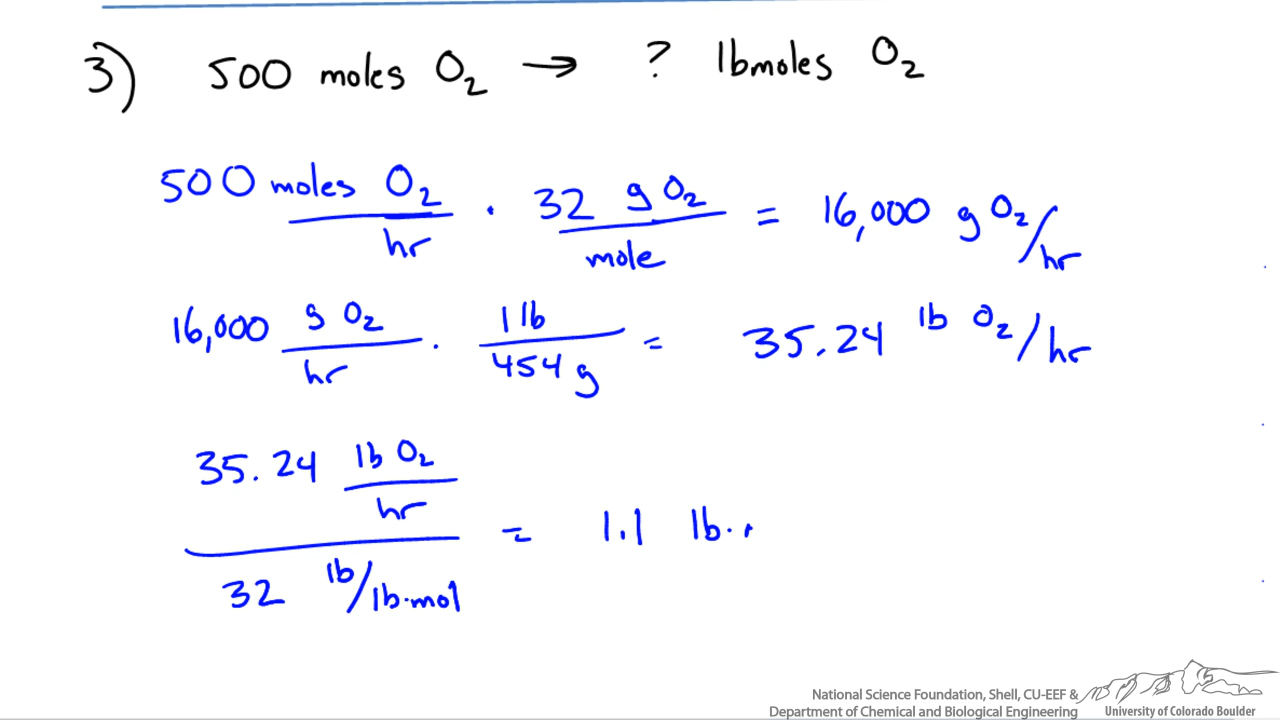 3) 500 moles O₂ → ? lbmoles O₂
500 moles O₂ / hr · 32 g O₂ / mole = 16,000 g O₂/hr
16,000 g O₂ / hr · 1 lb / 454 g = 35.24 lb O₂/hr
35.24 lb O₂ / hr
32 lb/lb·mol
= 1.1 lb·
National Science Foundation, Shell, CU-EEF &
Department of Chemical and Biological Engineering
University of Colorado Boulder